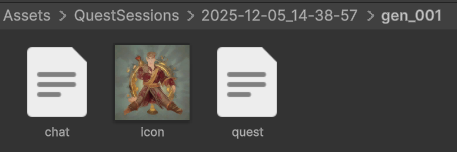 Assets > QuestSessions > 2025-12-05_14-38-57 > gen_001
chat icon quest